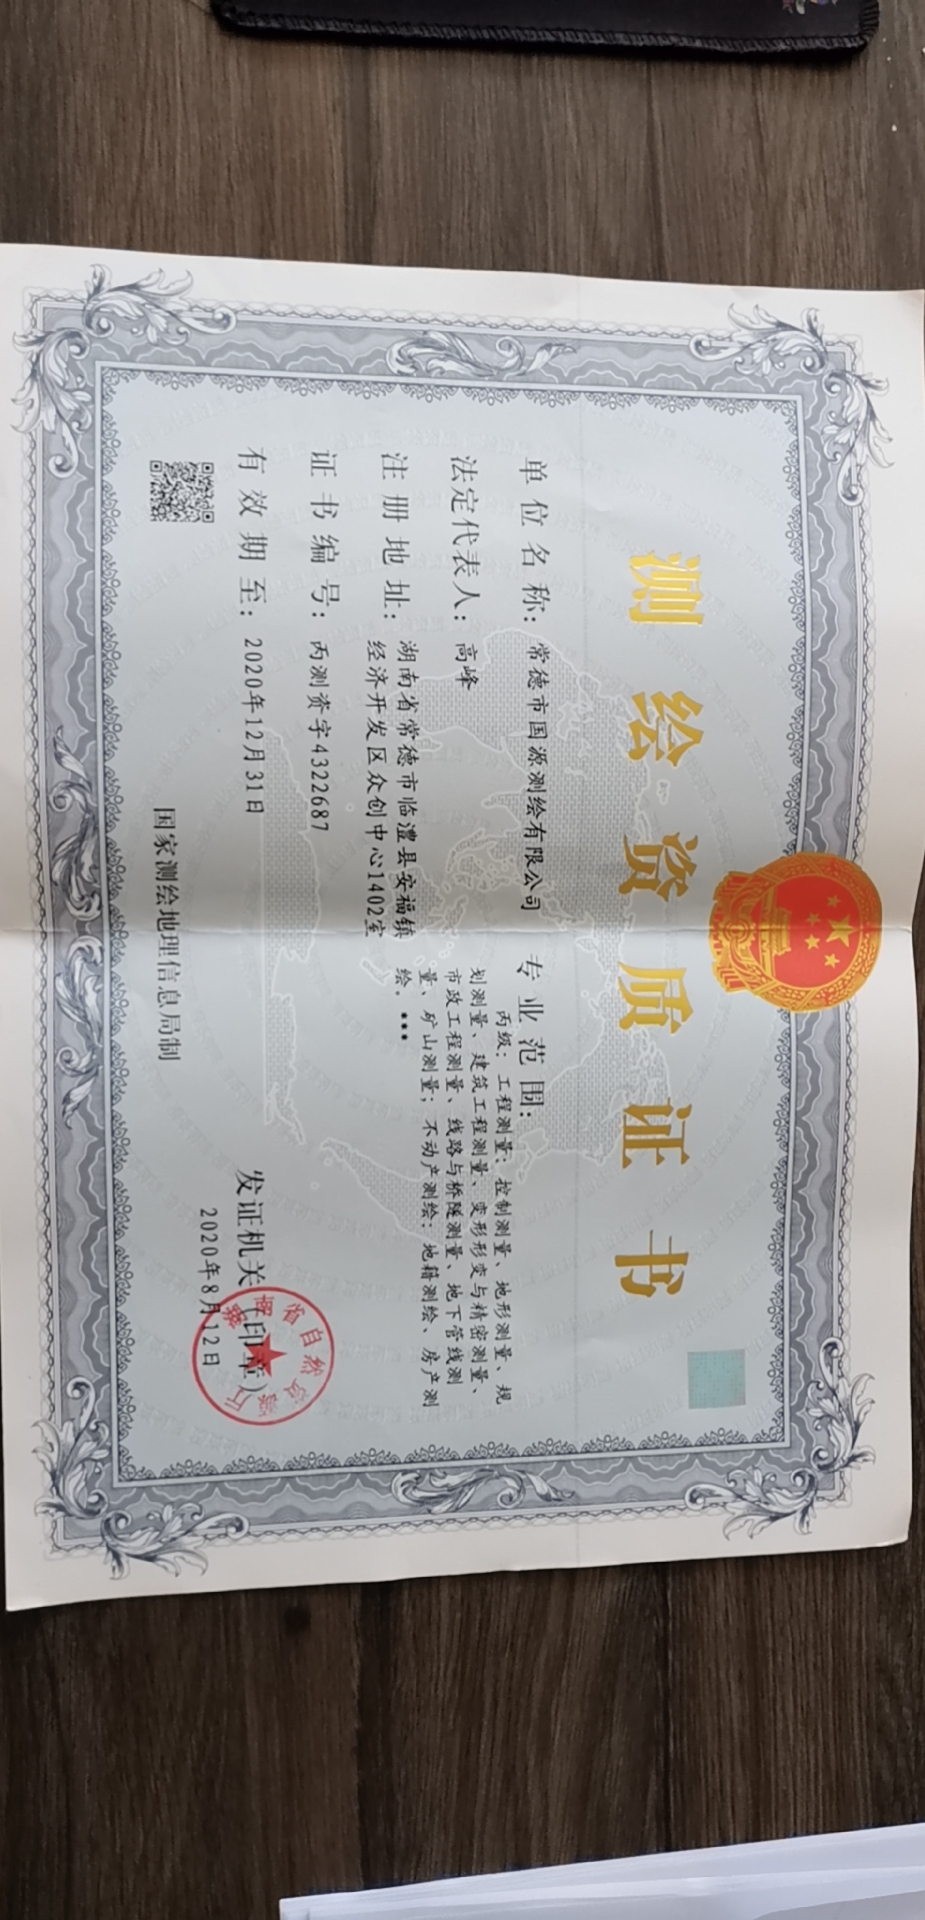 测绘资质证书
单位名称：常德市国源测绘有限公司
法定代表人：高峰
注册地址：湖南省常德市临澧县安福镇
经济开发区众创中心1402室
证书编号：丙测资字4322687
有效期至：2020年12月31日
专业范围：
丙级：工程测量：控制测量、地形测量、规
划测量、建筑工程测量、变形形变与精密测量、
市政工程测量、线路与桥隧测量、地下管线测
量、矿山测量；不动产测绘：地籍测绘、房产测
绘。***
发证机关（印章）
2020年8月12日
湖南省自然资源厅
国家测绘地理信息局制